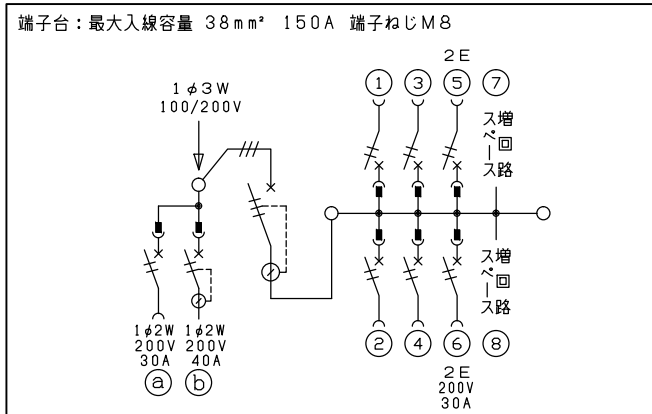 端子台：最大入線容量 38mm² 150A 端子ねじM8
2E
① ③ ⑤ ⑦
1φ3W
100/200V
増回路
スペース
増回路
スペース
1φ2W
200V
30A
ⓐ
1φ2W
200V
40A
ⓑ
② ④ ⑥ ⑧
2E
200V
30A